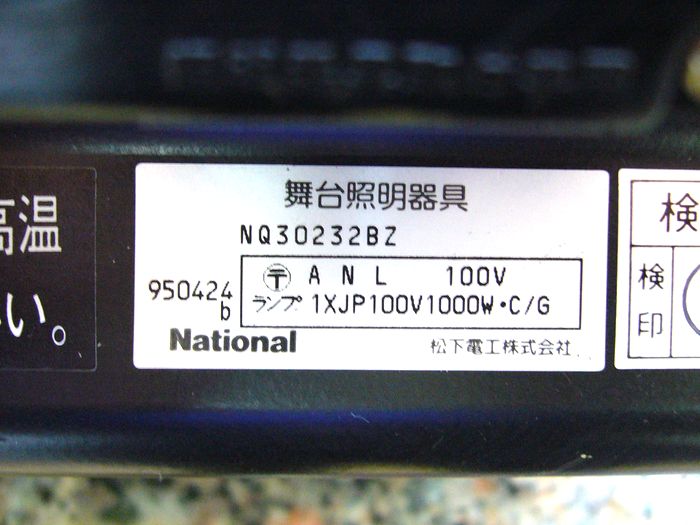 高温
い。
舞台照明器具
NQ30232BZ
〒 A N L 100V
950424
b
ランプ 1XJP100V1000W・C/G
National
松下電工株式会社
検
検
印